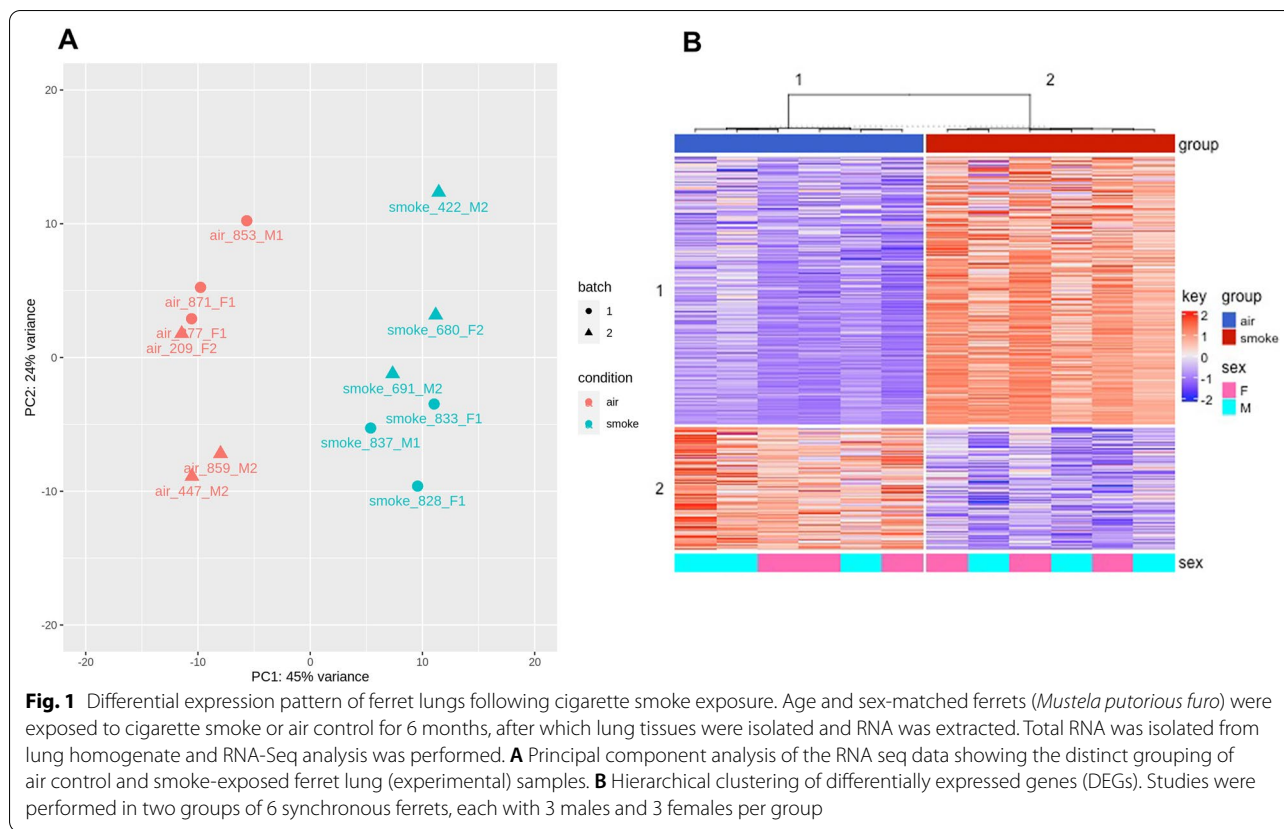 A
20
10
0
-10
-20
-20
-10
0
10
20
PC2: 24% variance
PC1: 45% variance
smoke_422_M2
air_853_M1
air_871_F1
smoke_680_F2
air_209_F2
smoke_691_M2
smoke_833_F1
smoke_837_M1
air_859_M2
air_447_M2
smoke_828_F1
batch
1
2
condition
air
smoke
B
1
2
group
1
2
sex
key
2
1
0
-1
-2
group
air
smoke
sex
F
M
Fig. 1 Differential expression pattern of ferret lungs following cigarette smoke exposure. Age and sex-matched ferrets (Mustela putorious furo) were
exposed to cigarette smoke or air control for 6 months, after which lung tissues were isolated and RNA was extracted. Total RNA was isolated from
lung homogenate and RNA-Seq analysis was performed. A Principal component analysis of the RNA seq data showing the distinct grouping of
air control and smoke-exposed ferret lung (experimental) samples. B Hierarchical clustering of differentially expressed genes (DEGs). Studies were
performed in two groups of 6 synchronous ferrets, each with 3 males and 3 females per group